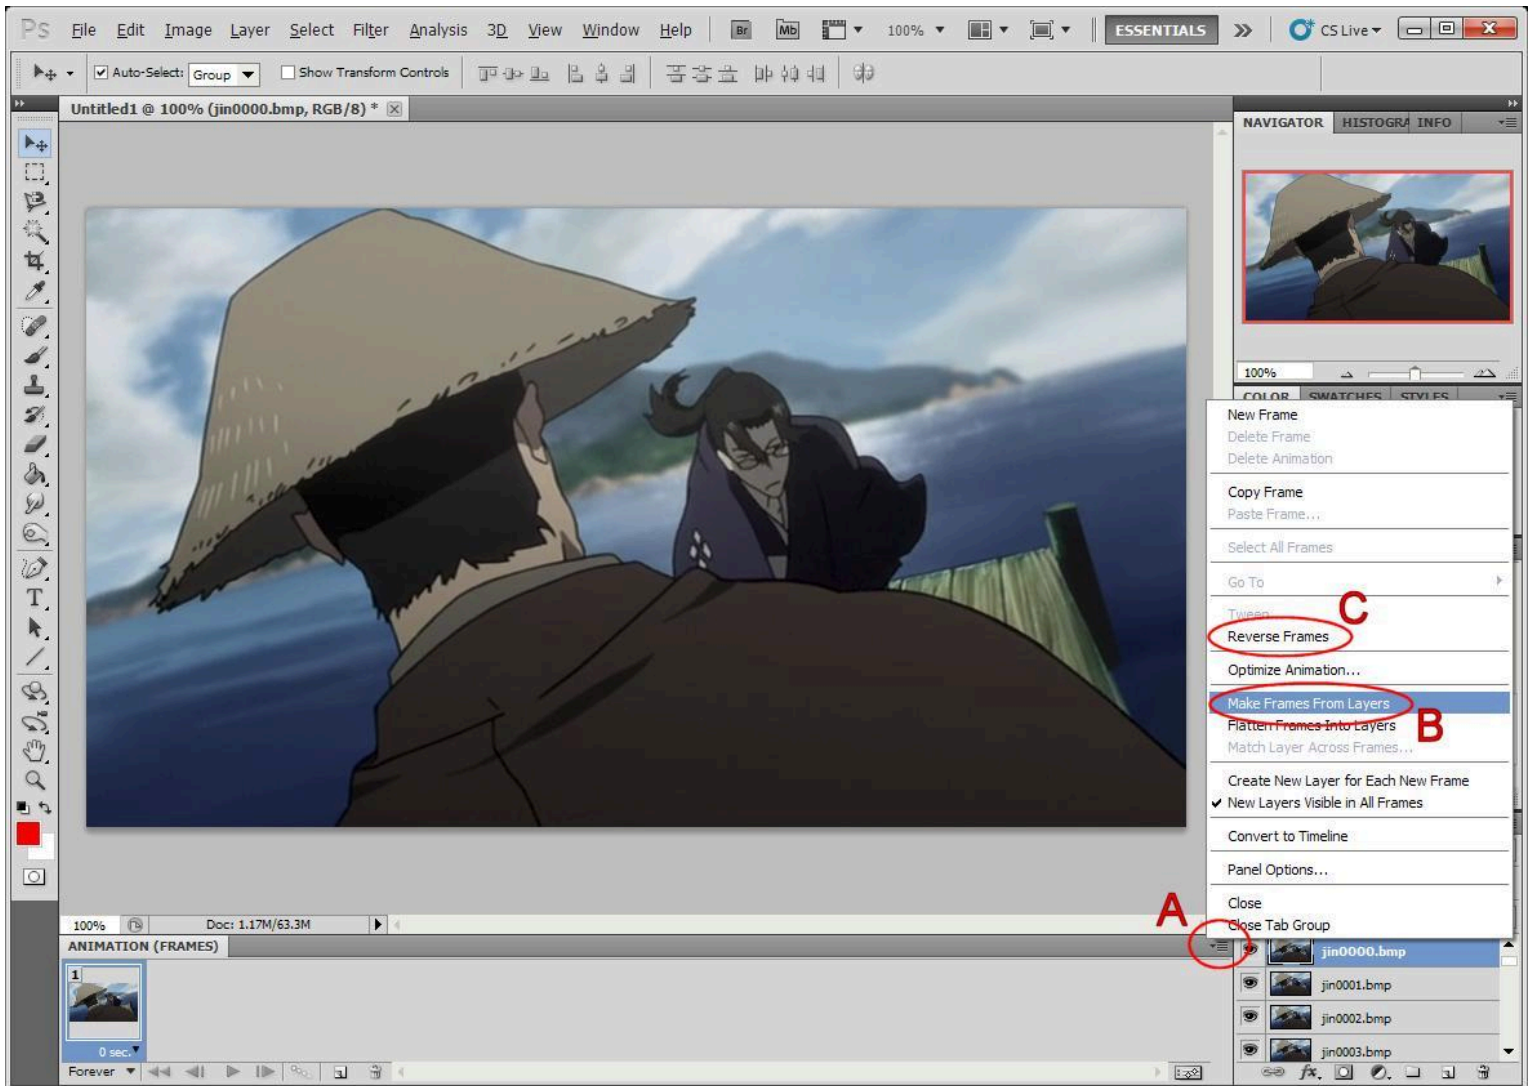 PS File Edit Image Layer Select Filter Analysis 3D View Window Help Br Mb 100% ESSENTIALS CS Live
Auto-Select: Group Show Transform Controls
Untitled1 @ 100% (jin0000.bmp, RGB/8) *
NAVIGATOR HISTOGRA INFO
100%
COLOR SWATCHES STYLES
New Frame
Delete Frame
Delete Animation
Copy Frame
Paste Frame...
Select All Frames
Go To
Tween
C
Reverse Frames
Optimize Animation...
Make Frames From Layers
B
Flatten Frames Into Layers
Match Layer Across Frames...
Create New Layer for Each New Frame
New Layers Visible in All Frames
Convert to Timeline
Panel Options...
Close
Close Tab Group
A
100% Doc: 1.17M/63.3M
ANIMATION (FRAMES)
1
0 sec.
Forever
jin0000.bmp
jin0001.bmp
jin0002.bmp
jin0003.bmp
fx.
T